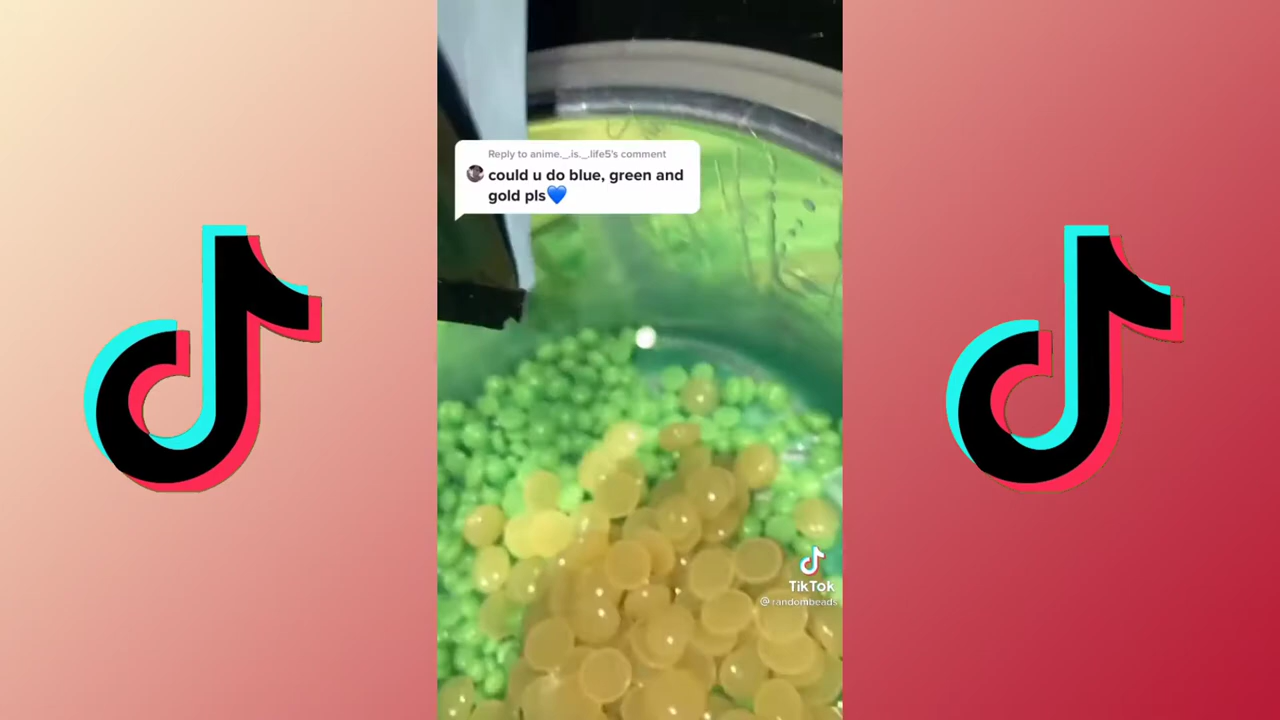 Reply to anime._.is._.life5's comment
could u do blue, green and
gold pls💙
TikTok
@randombeads